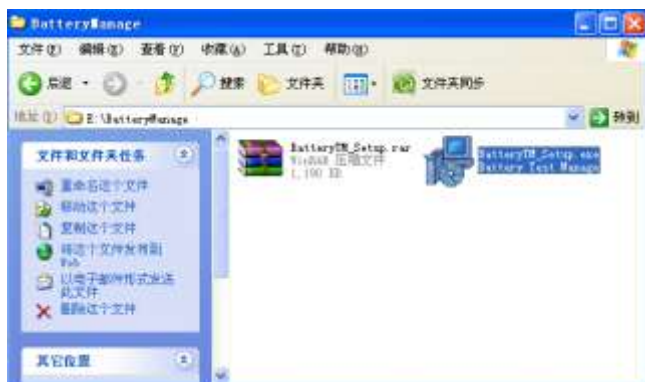 BatteryManage
文件(F) 编辑(E) 查看(V) 收藏(A) 工具(T) 帮助(H)
后退 搜索 文件夹 文件夹同步
地址(D) E:\BatteryManage 转到
文件和文件夹任务
重命名这个文件
移动这个文件
复制这个文件
将这个文件发布到
Web
以电子邮件形式发送
此文件
删除这个文件
其它位置
BatteryTM_Setup.rar
WinRAR 压缩文件
1,190 KB
BatteryTM_Setup.exe
Battery Test Manage